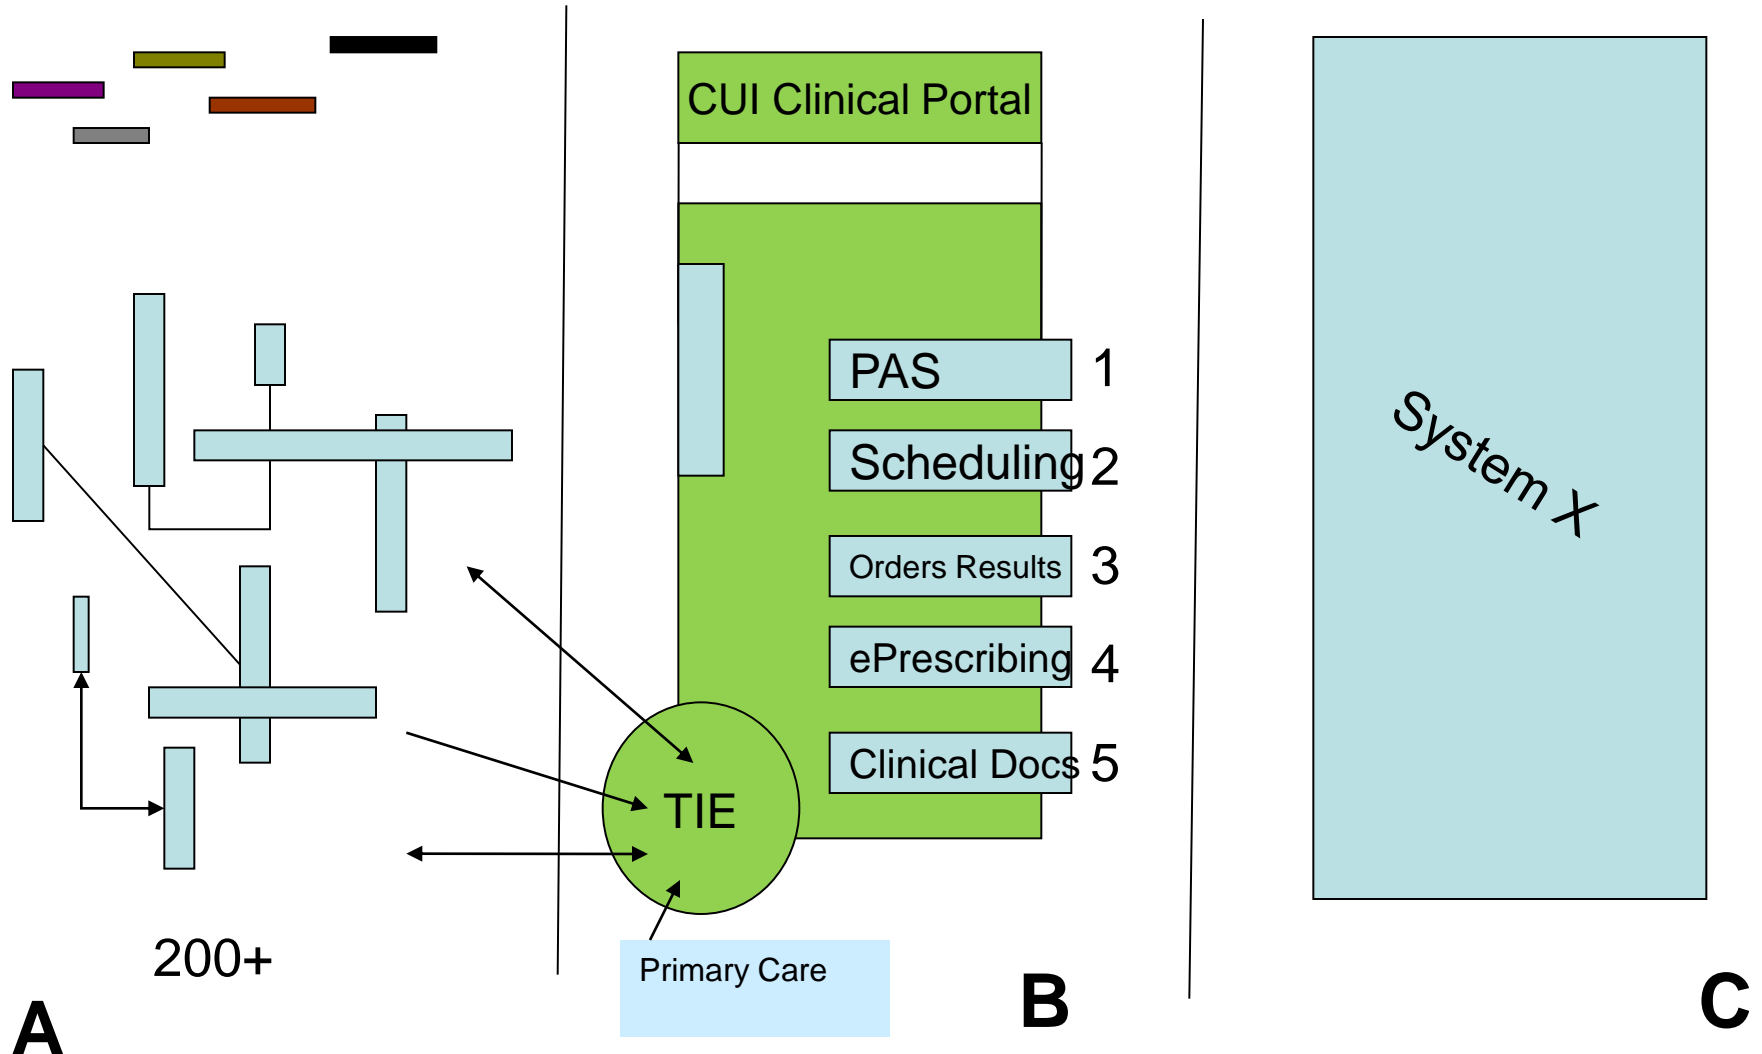 CUI Clinical Portal
PAS 1
Scheduling 2
Orders Results 3
ePrescribing 4
Clinical Docs 5
TIE
Primary Care
System X
200+
A
B
C